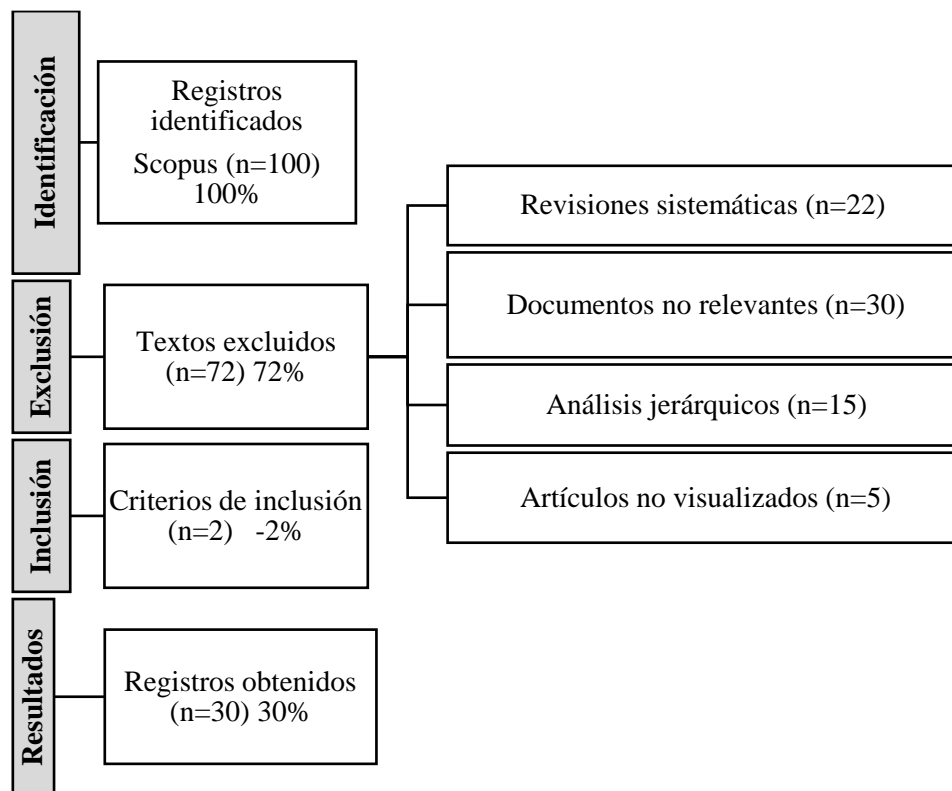 Identificación
Registros
identificados
Scopus (n=100)
100%
Exclusión
Textos excluidos
(n=72) 72%
Revisiones sistemáticas (n=22)
Documentos no relevantes (n=30)
Análisis jerárquicos (n=15)
Artículos no visualizados (n=5)
Inclusión
Criterios de inclusión
(n=2) -2%
Resultados
Registros obtenidos
(n=30) 30%